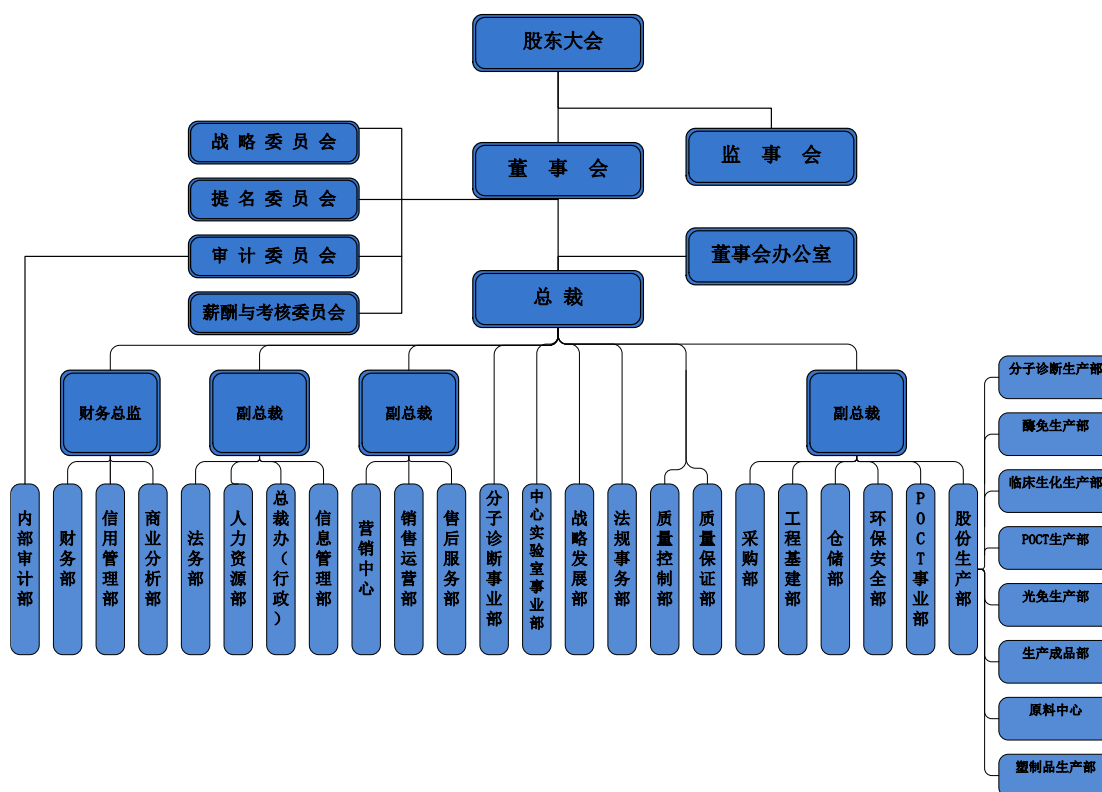 股东大会
战略委员会
董事会
监事会
提名委员会
审计委员会
董事会办公室
总裁
薪酬与考核委员会
财务总监
副总裁
副总裁
副总裁
内部审计部
财务部
信用管理部
商业分析部
法务部
人力资源部
总裁办（行政）
信息管理部
营销中心
销售运营部
售后服务部
分子诊断事业部
中心实验室事业部
战略发展部
法规事务部
质量控制部
质量保证部
采购部
工程基建部
仓储部
环保安全部
POCT事业部
股份生产部
分子诊断生产部
酶免生产部
临床生化生产部
POCT生产部
光免生产部
生产成品部
原料中心
塑制品生产部